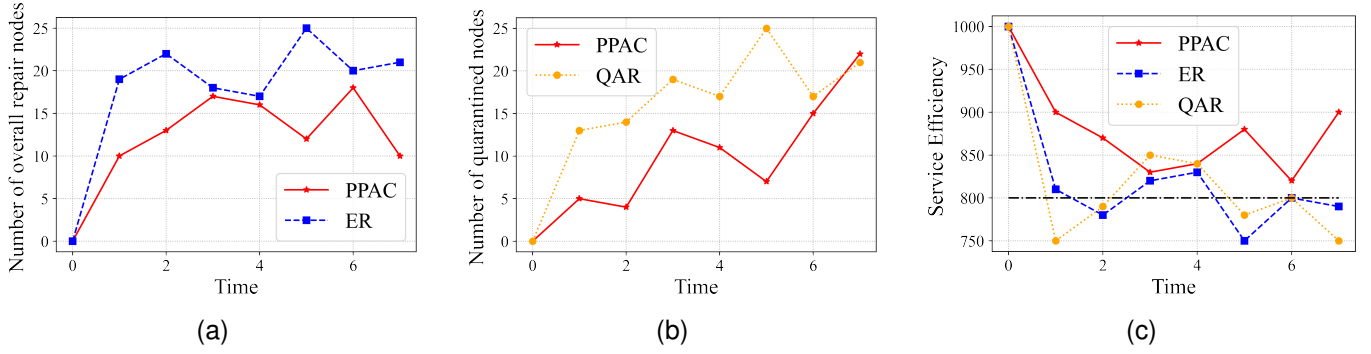 Number of overall repair nodes
25
20
15
10
5
0
PPAC
ER
0 2 4 6
Time
(a)
Number of quarantined nodes
25
20
15
10
5
0
PPAC
QAR
0 2 4 6
Time
(b)
Service Efficiency
1000
950
900
850
800
750
PPAC
ER
QAR
0 2 4 6
Time
(c)